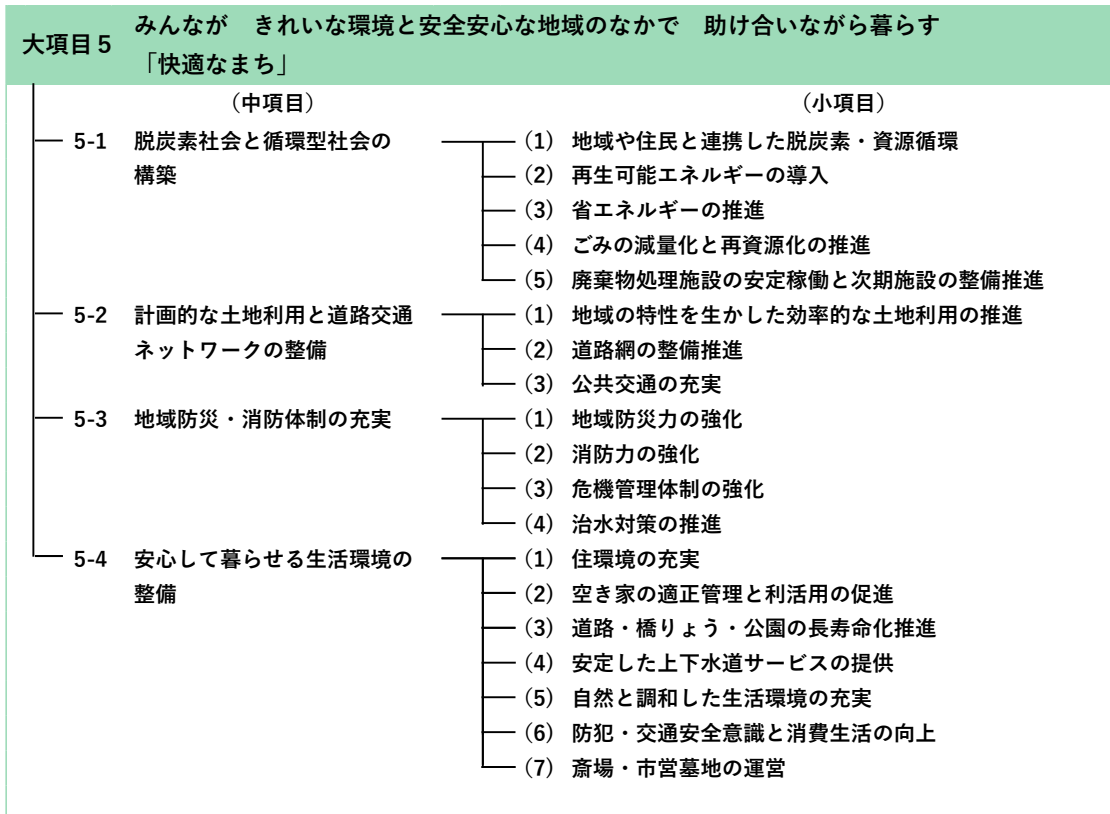 大項目5 みんなが きれいな環境と安全安心な地域のなかで 助け合いながら暮らす
「快適なまち」
（中項目） （小項目）
5-1 脱炭素社会と循環型社会の (1) 地域や住民と連携した脱炭素・資源循環
構築 (2) 再生可能エネルギーの導入
(3) 省エネルギーの推進
(4) ごみの減量化と再資源化の推進
(5) 廃棄物処理施設の安定稼働と次期施設の整備推進
5-2 計画的な土地利用と道路交通 (1) 地域の特性を生かした効率的な土地利用の推進
ネットワークの整備 (2) 道路網の整備推進
(3) 公共交通の充実
5-3 地域防災・消防体制の充実 (1) 地域防災力の強化
(2) 消防力の強化
(3) 危機管理体制の強化
(4) 治水対策の推進
5-4 安心して暮らせる生活環境の (1) 住環境の充実
整備 (2) 空き家の適正管理と利活用の促進
(3) 道路・橋りょう・公園の長寿命化推進
(4) 安定した上下水道サービスの提供
(5) 自然と調和した生活環境の充実
(6) 防犯・交通安全意識と消費生活の向上
(7) 斎場・市営墓地の運営